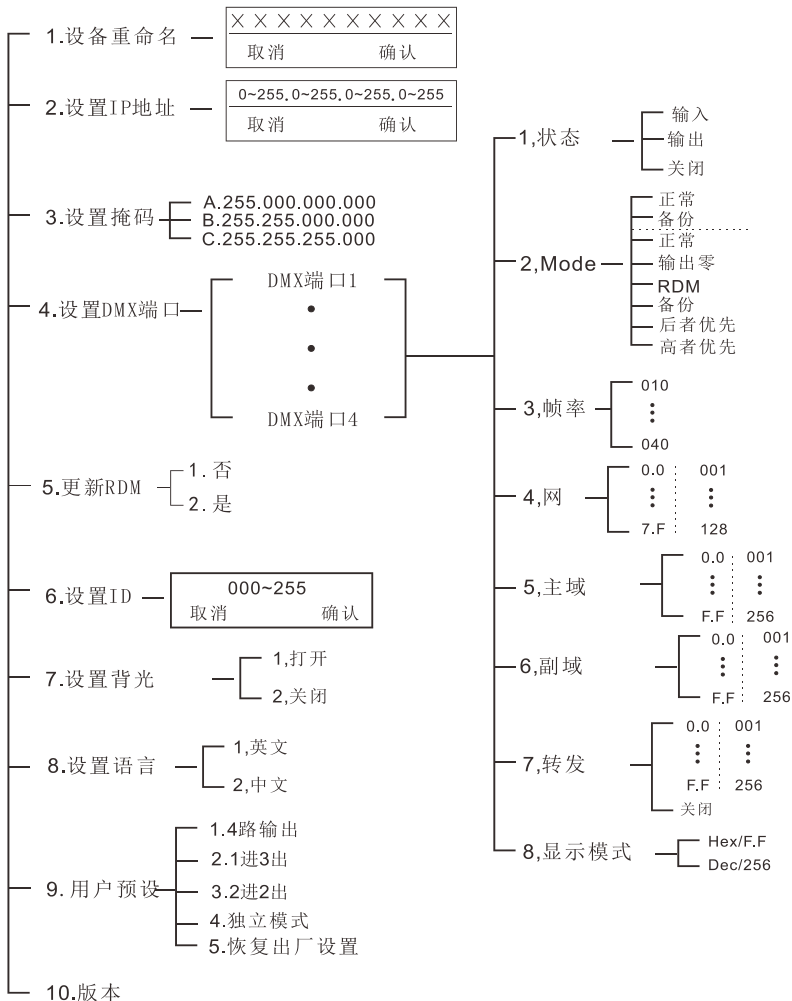 1.设备重命名
××××××××××
取消 确认
2.设置IP地址
0~255.0~255.0~255.0~255
取消 确认
3.设置掩码
A.255.000.000.000
B.255.255.000.000
C.255.255.255.000
4.设置DMX端口
DMX端口1
DMX端口4
5.更新RDM
1.否
2.是
6.设置ID
000~255
取消 确认
7.设置背光
1,打开
2,关闭
8.设置语言
1,英文
2,中文
9.用户预设
1.4路输出
2.1进3出
3.2进2出
4.独立模式
5.恢复出厂设置
10.版本
1,状态
输入
输出
关闭
2,Mode
正常
备份
正常
输出零
RDM
备份
后者优先
高者优先
3,帧率
010
040
4,网
0.0 001
7.F 128
5,主域
0.0 001
F.F 256
6,副域
0.0 001
F.F 256
7,转发
0.0 001
F.F 256
关闭
8,显示模式
Hex/F.F
Dec/256